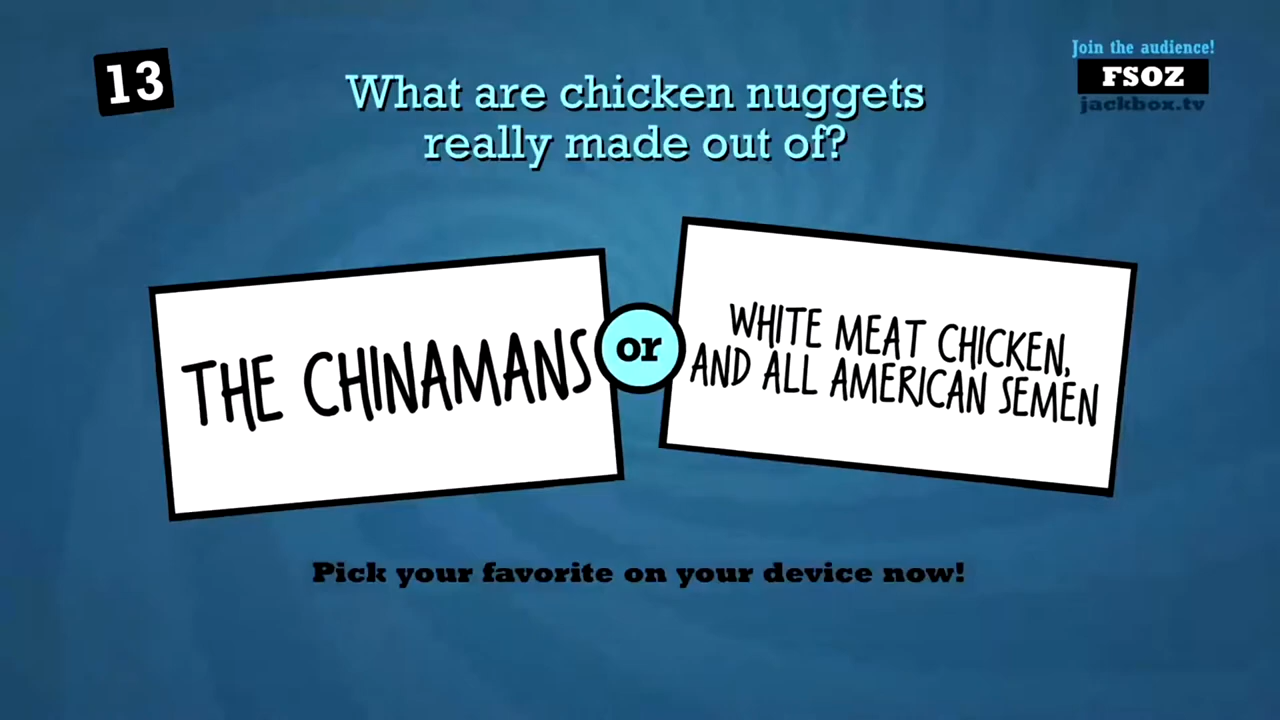 13
What are chicken nuggets
really made out of?
Join the audience!
FSOZ
jackbox.tv
THE CHINAMANS
or
WHITE MEAT CHICKEN,
AND ALL AMERICAN SEMEN
Pick your favorite on your device now!